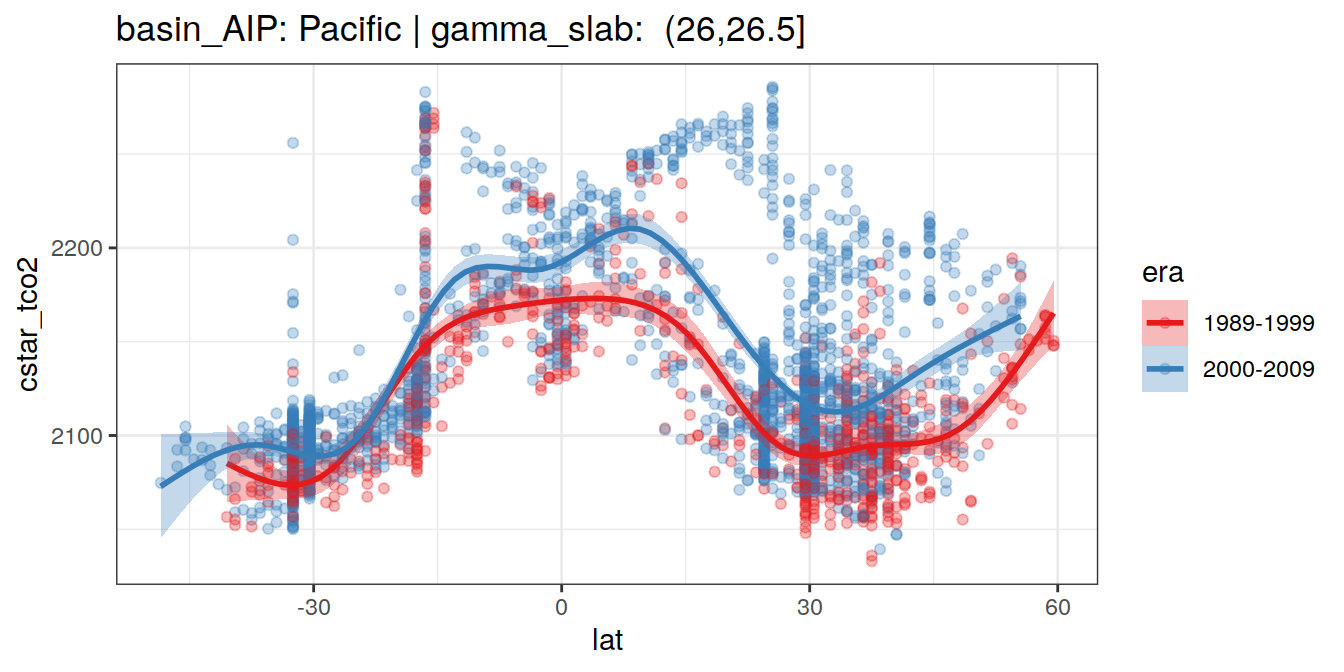 basin_AIP: Pacific | gamma_slab:  (26,26.5]
cstar_tco2
2200
2100
-30
0
30
60
lat
era
1989-1999
2000-2009